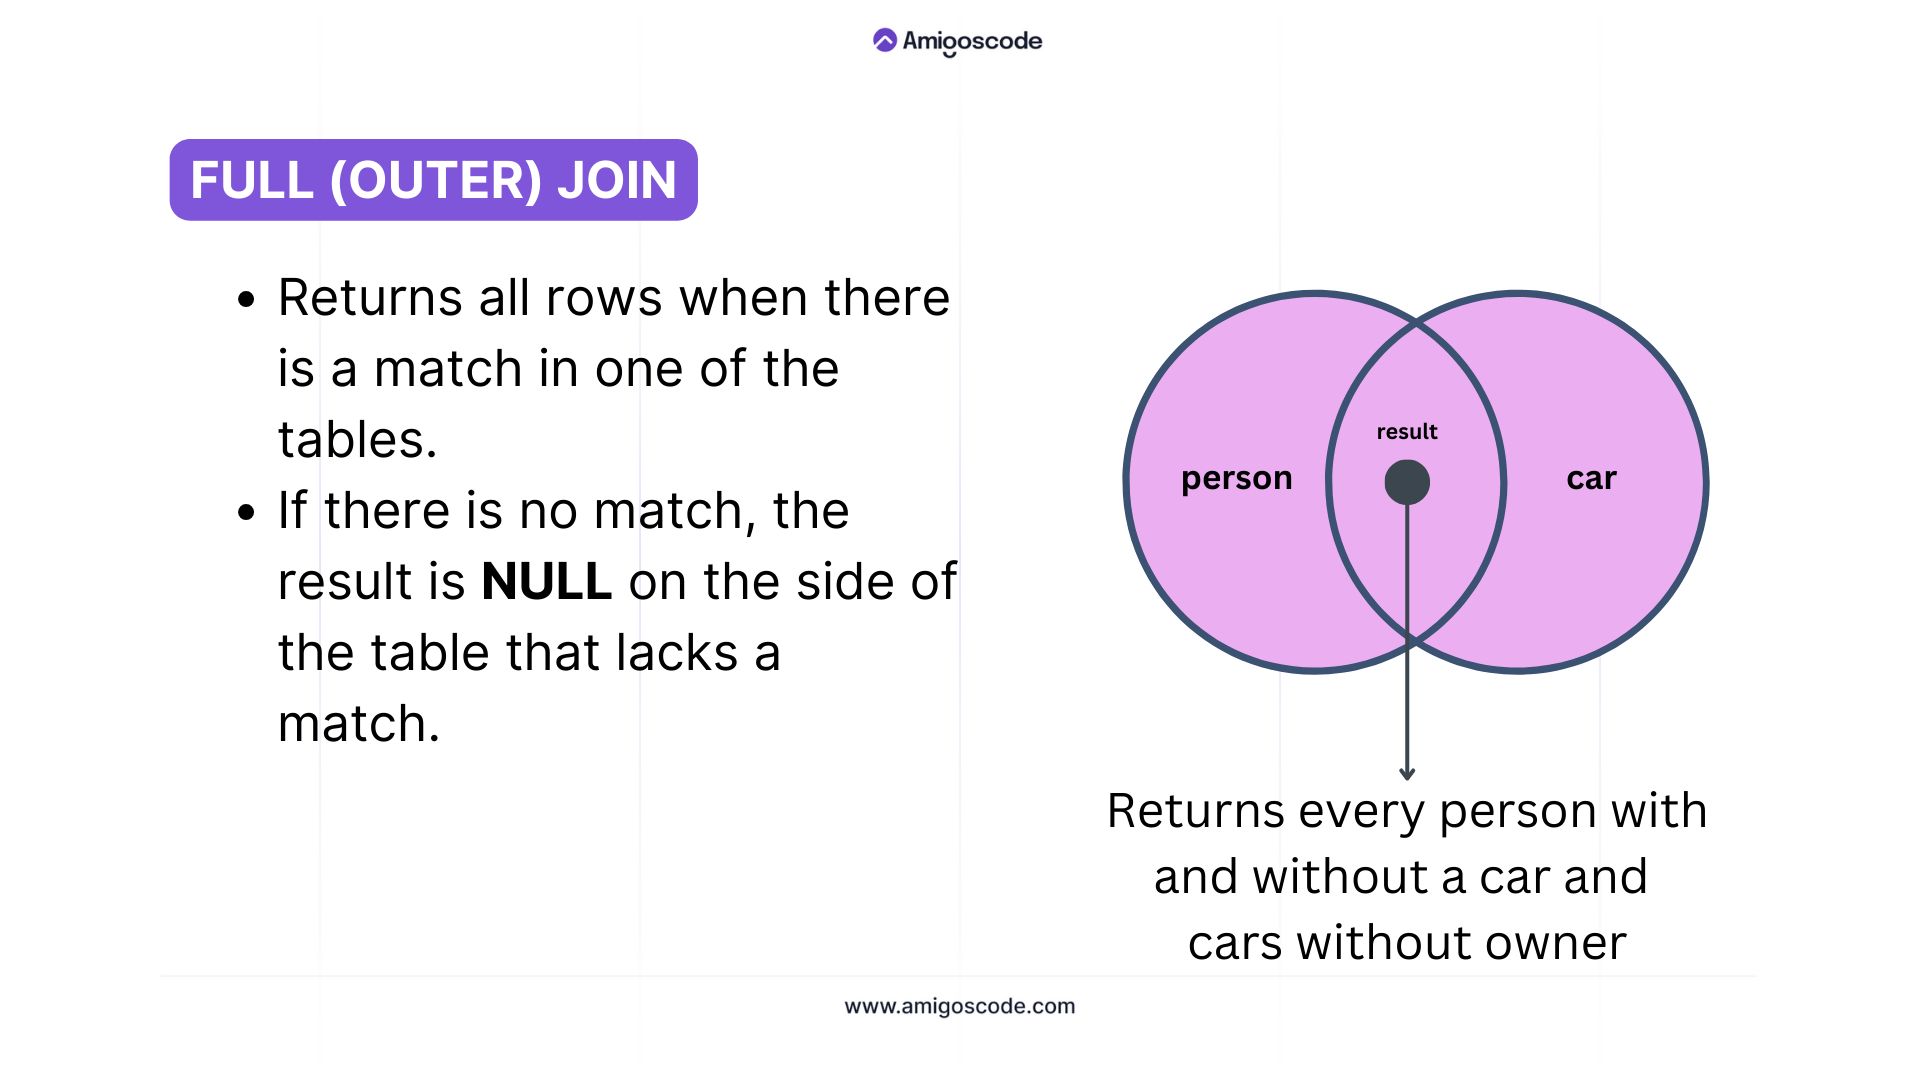 Amigoscode
FULL (OUTER) JOIN
• Returns all rows when there
is a match in one of the
tables.
• If there is no match, the
result is NULL on the side of
the table that lacks a
match.
result
person
car
Returns every person with
and without a car and
cars without owner
www.amigoscode.com